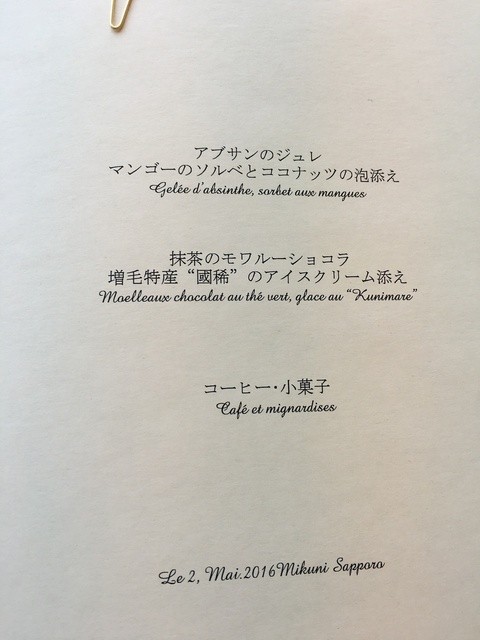 アブサンのジュレ
マンゴーのソルベとココナッツの泡添え
Gelée d'absinthe, sorbet aux mangues
抹茶のモワルーショコラ
増毛特産“國稀”のアイスクリーム添え
Moelleaux chocolat au thé vert, glace au “Kunimare”
コーヒー・小菓子
Café et mignardises
Le 2, Mai.2016Mikuni Sapporo